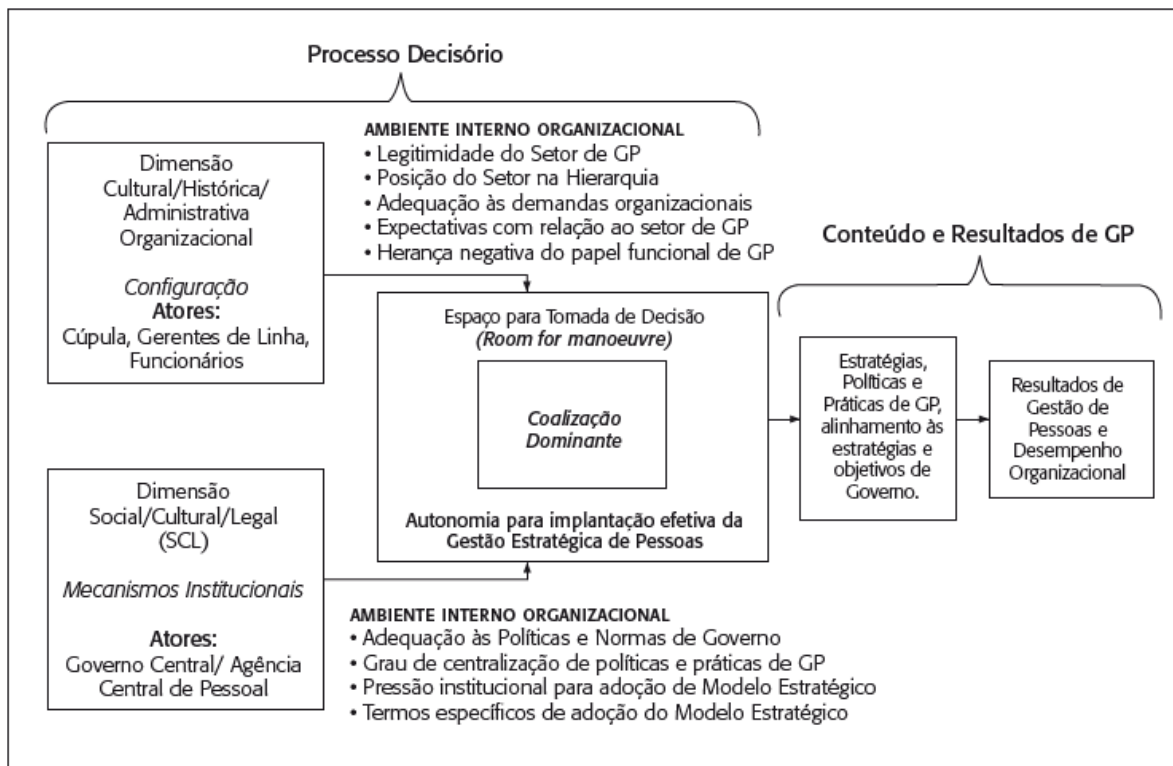 Processo Decisório
Dimensão
Cultural/Histórica/
Administrativa
Organizacional
Configuração
Atores:
Cúpula, Gerentes de Linha,
Funcionários
AMBIENTE INTERNO ORGANIZACIONAL
• Legitimidade do Setor de GP
• Posição do Setor na Hierarquia
• Adequação às demandas organizacionais
• Expectativas com relação ao setor de GP
• Herança negativa do papel funcional de GP
Conteúdo e Resultados de GP
Espaço para Tomada de Decisão
(Room for manoeuvre)
Coalização
Dominante
Autonomia para implantação efetiva da
Gestão Estratégica de Pessoas
Estratégias,
Políticas e
Práticas de GP,
alinhamento às
estratégias e
objetivos de
Governo.
Resultados de
Gestão de
Pessoas e
Desempenho
Organizacional
Dimensão
Social/Cultural/Legal
(SCL)
Mecanismos Institucionais
Atores:
Governo Central/ Agência
Central de Pessoal
AMBIENTE INTERNO ORGANIZACIONAL
• Adequação às Políticas e Normas de Governo
• Grau de centralização de políticas e práticas de GP
• Pressão institucional para adoção de Modelo Estratégico
• Termos específicos de adoção do Modelo Estratégico